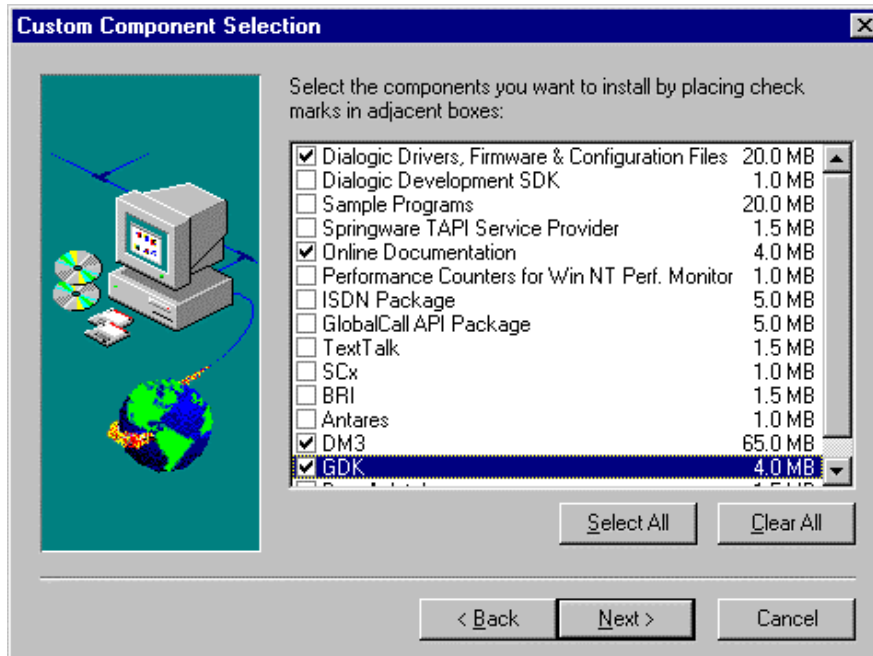 Custom Component Selection
Select the components you want to install by placing check
marks in adjacent boxes:
Dialogic Drivers, Firmware & Configuration Files 20.0 MB
Dialogic Development SDK 1.0 MB
Sample Programs 20.0 MB
Springware TAPI Service Provider 1.5 MB
Online Documentation 4.0 MB
Performance Counters for Win NT Perf. Monitor 1.0 MB
ISDN Package 5.0 MB
GlobalCall API Package 5.0 MB
TextTalk 1.5 MB
SCx 1.0 MB
BRI 1.5 MB
Antares 1.0 MB
DM3 65.0 MB
GDK 4.0 MB
Select All Clear All
< Back Next > Cancel